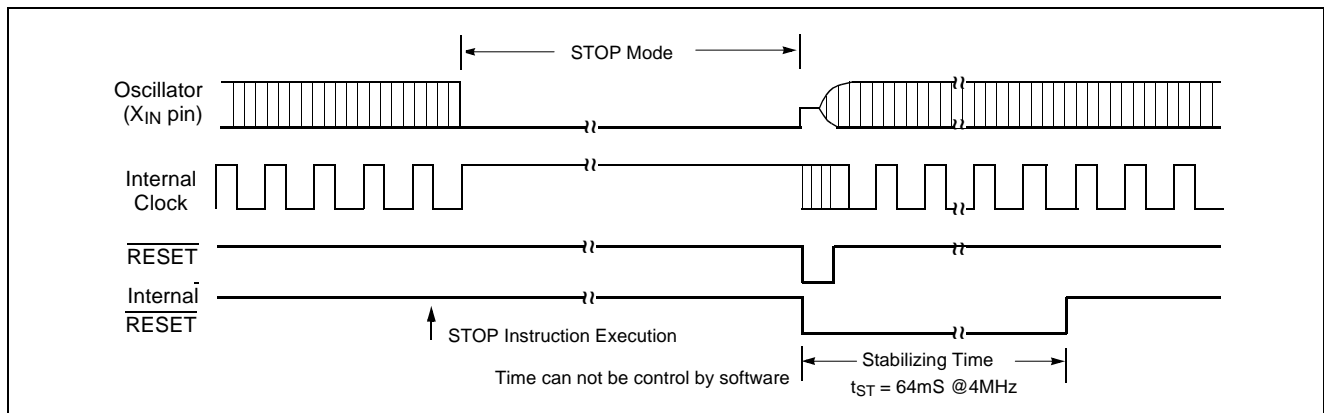 STOP Mode
Oscillator
(XIN pin)
Internal
Clock
RESET
Internal
RESET
STOP Instruction Execution
Time can not be control by software
Stabilizing Time
tST = 64mS @4MHz